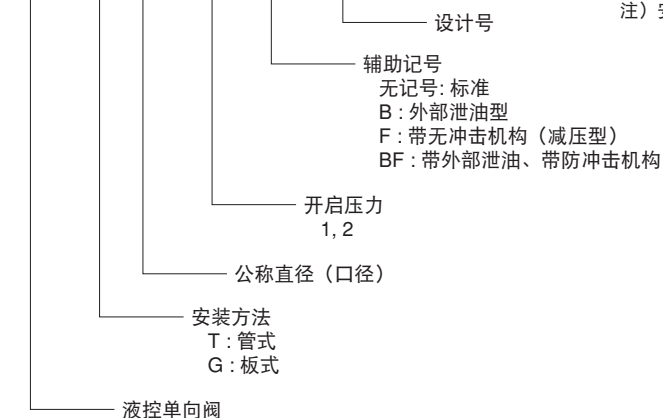 设计号
注）
辅助记号
无记号: 标准
B : 外部泄油型
F : 带无冲击机构（减压型）
BF : 带外部泄油、带防冲击机构
开启压力
1, 2
公称直径（口径）
安装方法
T : 管式
G : 板式
液控单向阀